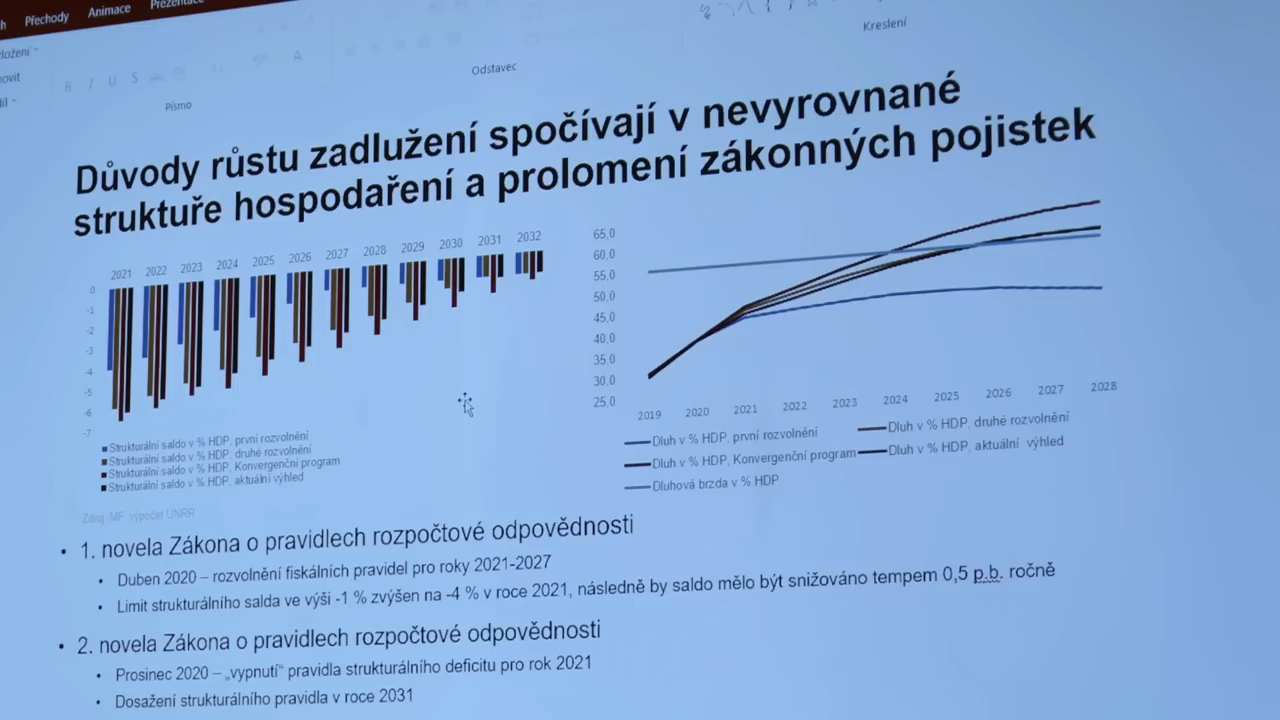 Přechody
Animace
Písmo
Odstavec
Kreslení
Důvody růstu zadlužení spočívají v nevyrovnané
struktuře hospodaření a prolomení zákonných pojistek
2021 2022 2023 2024 2025 2026 2027 2028 2029 2030 2031 2032
0
-1
-2
-3
-4
-5
-6
-7
Strukturální saldo v % HDP, první rozvolnění
Strukturální saldo v % HDP, druhé rozvolnění
Strukturální saldo v % HDP, Konvergenční program
Strukturální saldo v % HDP, aktuální výhled
65,0
60,0
55,0
50,0
45,0
40,0
35,0
30,0
25,0
2019 2020 2021 2022 2023 2024 2025 2026 2027 2028
Dluh v % HDP, první rozvolnění
Dluh v % HDP, druhé rozvolnění
Dluh v % HDP, Konvergenční program
Dluh v % HDP, aktuální výhled
Dluhová brzda v % HDP
Zdroj: MF, výpočet ÚNRR
• 1. novela Zákona o pravidlech rozpočtové odpovědnosti
• Duben 2020 – rozvolnění fiskálních pravidel pro roky 2021-2027
• Limit strukturálního salda ve výši -1 % zvýšen na -4 % v roce 2021, následně by saldo mělo být snižováno tempem 0,5 p.b. ročně
• 2. novela Zákona o pravidlech rozpočtové odpovědnosti
• Prosinec 2020 – „vypnutí“ pravidla strukturálního deficitu pro rok 2021
• Dosažení strukturálního pravidla v roce 2031